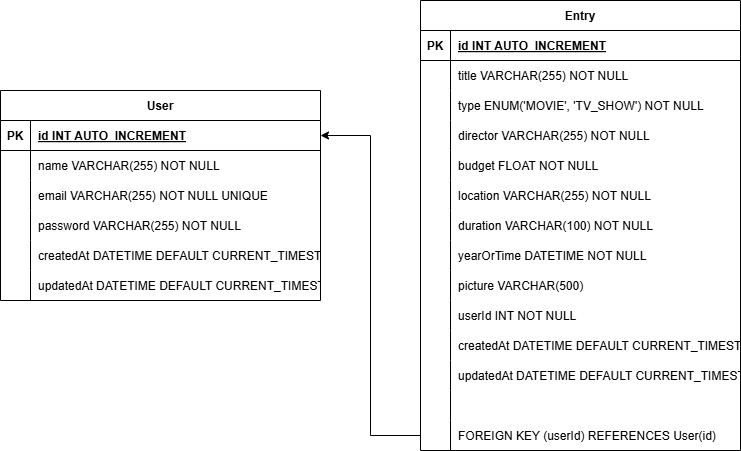 User
PK id INT AUTO_INCREMENT
name VARCHAR(255) NOT NULL
email VARCHAR(255) NOT NULL UNIQUE
password VARCHAR(255) NOT NULL
createdAt DATETIME DEFAULT CURRENT_TIMEST
updatedAt DATETIME DEFAULT CURRENT_TIMEST
Entry
PK id INT AUTO_INCREMENT
title VARCHAR(255) NOT NULL
type ENUM('MOVIE', 'TV_SHOW') NOT NULL
director VARCHAR(255) NOT NULL
budget FLOAT NOT NULL
location VARCHAR(255) NOT NULL
duration VARCHAR(100) NOT NULL
yearOrTime DATETIME NOT NULL
picture VARCHAR(500)
userId INT NOT NULL
createdAt DATETIME DEFAULT CURRENT_TIMEST
updatedAt DATETIME DEFAULT CURRENT_TIMEST
FOREIGN KEY (userId) REFERENCES User(id)